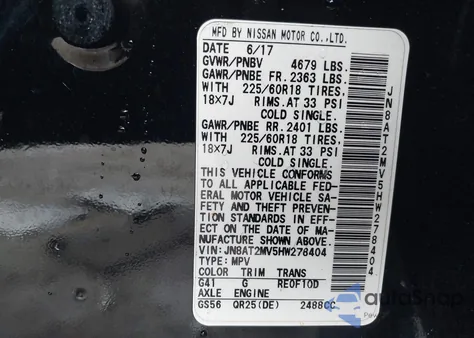 MFD BY NISSAN MOTOR CO.,LTD.
DATE 6/17
GVWR/PNBV 4679 LBS.
GAWR/PNBE FR. 2363 LBS.
WITH 225/60R18 TIRES,
18X7J RIMS.AT 33 PSI
COLD SINGLE.
GAWR/PNBE RR. 2401 LBS.
WITH 225/60R18 TIRES,
18X7J RIMS.AT 33 PSI
COLD SINGLE.
THIS VEHICLE CONFORMS
TO ALL APPLICABLE FED-
ERAL MOTOR VEHICLE SA-
FETY AND THEFT PREVENTION
STANDARDS IN EFF-
ECT ON THE DATE OF MA-
NUFACTURE SHOWN ABOVE.
VIN:JN8AT2MV5HW278404
TYPE: MPV
COLOR TRIM TRANS
G41 G RE0F10D
AXLE ENGINE
GS56 QR25(DE) 2488CC
JN8AT2MV5HW278404
autosnap